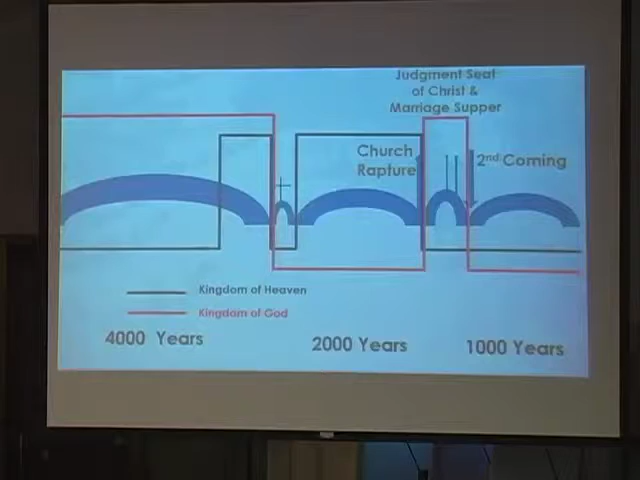 Judgment Seat
of Christ &
Marriage Supper
Church
Rapture
2nd Coming
Kingdom of Heaven
Kingdom of God
4000 Years
2000 Years
1000 Years